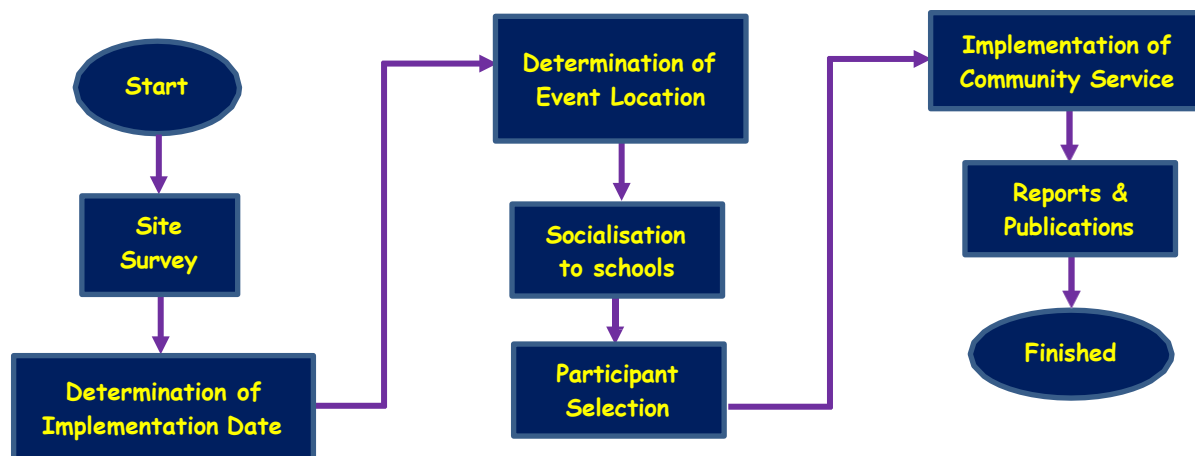 Start
Site
Survey
Determination of
Implementation Date
Determination of
Event Location
Socialisation
to schools
Participant
Selection
Implementation of
Community Service
Reports &
Publications
Finished